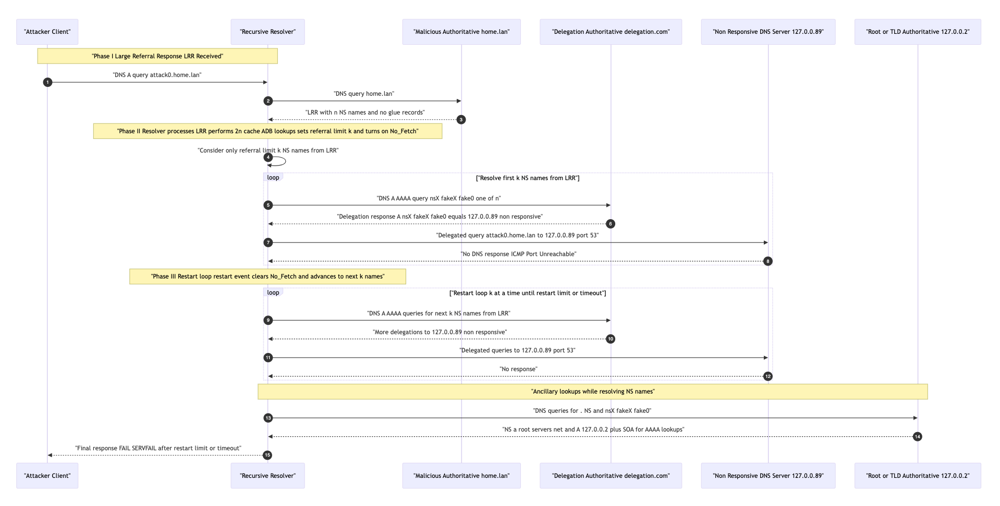 "Attacker Client"
"Recursive Resolver"
"Malicious Authoritative home.lan"
"Delegation Authoritative delegation.com"
"Non Responsive DNS Server 127.0.0.89"
"Root or TLD Authoritative 127.0.0.2"
"Phase I Large Referral Response LRR Received"
"DNS A query attack0.home.lan"
1
"DNS query home.lan"
2
"LRR with n NS names and no glue records"
3
"Phase II Resolver processes LRR performs 2n cache ADB lookups sets referral limit k and turns on No_Fetch"
"Consider only referral limit k NS names from LRR"
4
loop
["Resolve first k NS names from LRR"]
"DNS A AAAA query nsX fakeX fake0 one of n"
5
"Delegation response A nsX fakeX fake0 equals 127.0.0.89 non responsive"
6
"Delegated query attack0.home.lan to 127.0.0.89 port 53"
7
"No DNS response ICMP Port Unreachable"
8
"Phase III Restart loop restart event clears No_Fetch and advances to next k names"
loop
["Restart loop k at a time until restart limit or timeout"]
"DNS A AAAA queries for next k NS names from LRR"
9
"More delegations to 127.0.0.89 non responsive"
10
"Delegated queries to 127.0.0.89 port 53"
11
"No response"
12
"Ancillary lookups while resolving NS names"
"DNS queries for . NS and nsX fakeX fake0"
13
"NS a root servers net and A 127.0.0.2 plus SOA for AAAA lookups"
14
"Final response FAIL SERVFAIL after restart limit or timeout"
15
"Attacker Client"
"Recursive Resolver"
"Malicious Authoritative home.lan"
"Delegation Authoritative delegation.com"
"Non Responsive DNS Server 127.0.0.89"
"Root or TLD Authoritative 127.0.0.2"